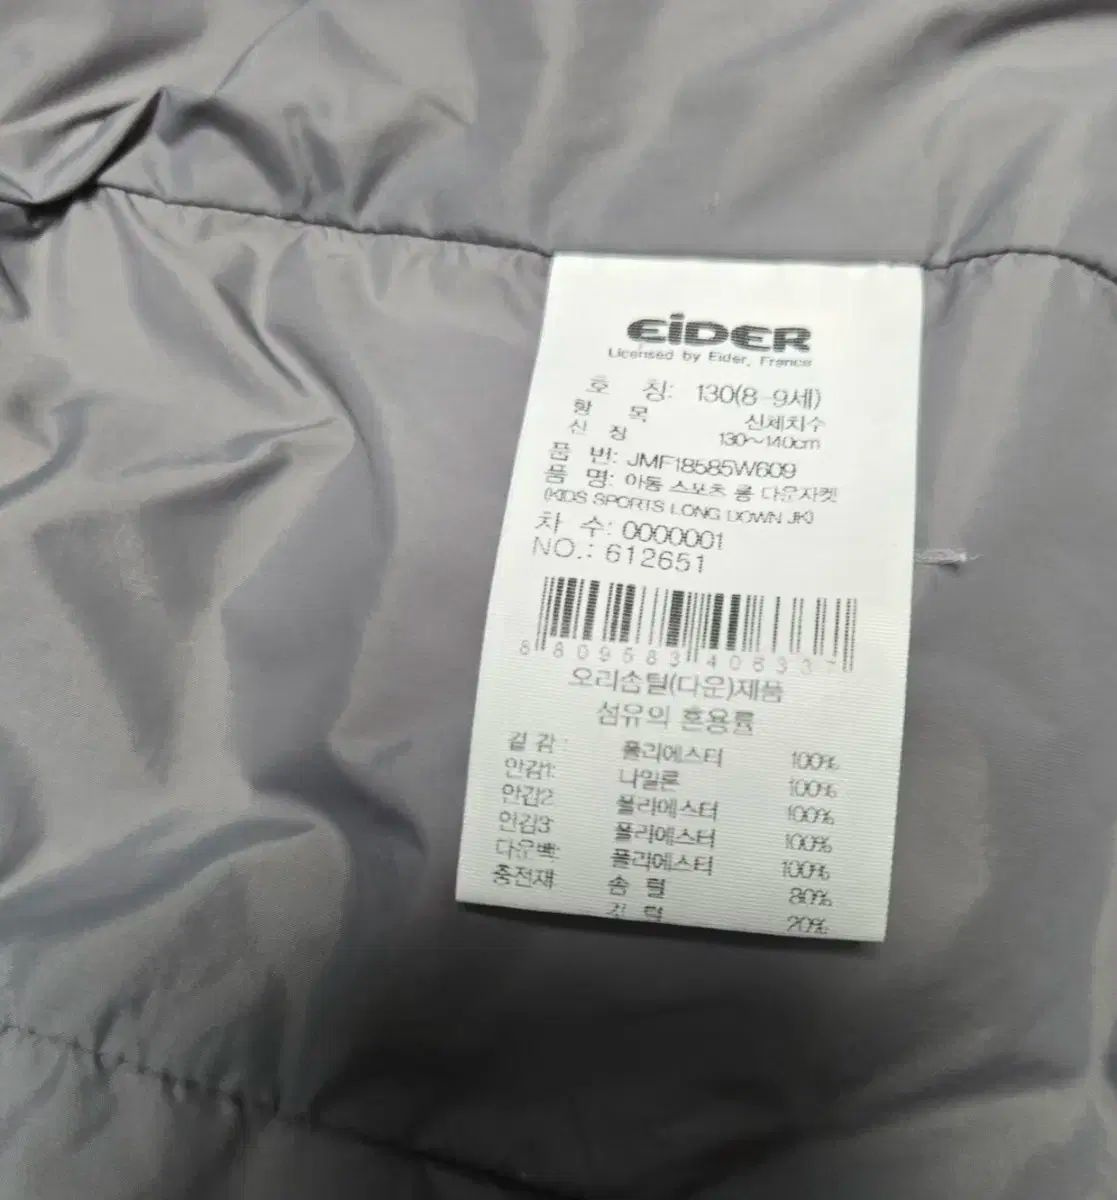 EiDER
Licensed by Eider, France
호 칭: 130(8-9세)
항 목 신체치수
신 장 130~140cm
품 번: JMF18585W609
품 명: 아동 스포츠 롱 다운자켓
(KIDS SPORTS LONG DOWN JK)
차 수: 0000001
NO.: 612651
8 809583 406337
오리솜털(다운)제품
섬유의 혼용률
겉감: 폴리에스터 100%
안감1: 나일론 100%
안감2 폴리에스터 100%
안감3 폴리에스터 100%
다운백: 폴리에스터 100%
충전재 솜 털 80%
깃 털 20%